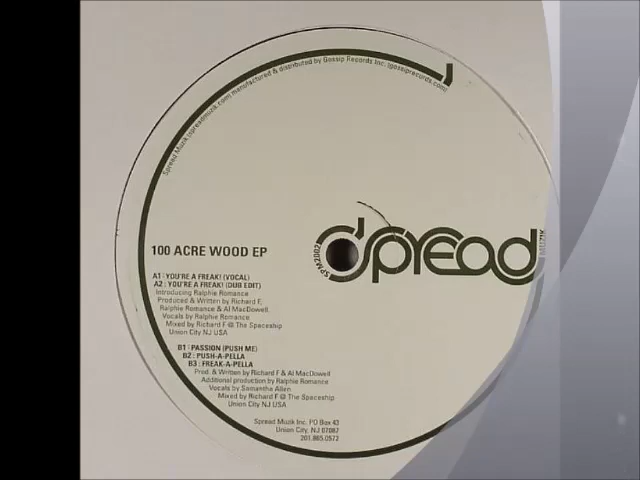 Spread Muzik (spreadmuzik.com) manufactured & distributed by Gossip Records Inc. (gossiprecords.com)
SPM2002
spread
MUZIK
100 ACRE WOOD EP
A1 : YOU'RE A FREAK! (VOCAL)
A2 : YOU'RE A FREAK! (DUB EDIT)
Introducing Ralphie Romance
Produced & Written by Richard F,
Ralphie Romance & Al MacDowell.
Vocals by Ralphie Romance
Mixed by Richard F @ The Spaceship
Union City NJ USA
B1 : PASSION (PUSH ME)
B2 : PUSH-A-PELLA
B3 : FREAK-A-PELLA
Prod. & Written by Richard F & Al MacDowell
Additional production by Ralphie Romance
Vocals by Samantha Allen
Mixed by Richard F @ The Spaceship
Union City NJ USA
Spread Muzik Inc. PO Box 43
Union City, NJ 07087
201.865.0572